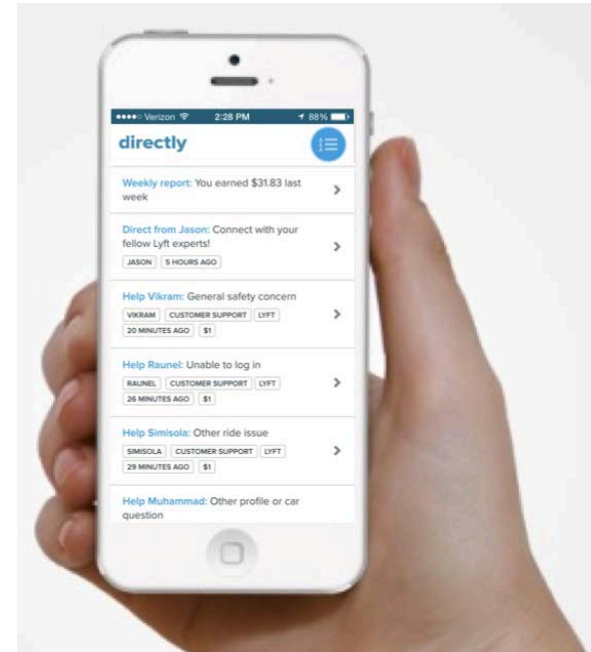 Verizon 2:28 PM 88%
directly
Weekly report: You earned $31.83 last
week
Direct from Jason: Connect with your
fellow Lyft experts!
JASON 5 HOURS AGO
Help Vikram: General safety concern
VIKRAM CUSTOMER SUPPORT LYFT
20 MINUTES AGO $1
Help Raunel: Unable to log in
RAUNEL CUSTOMER SUPPORT LYFT
26 MINUTES AGO $1
Help Simisola: Other ride issue
SIMISOLA CUSTOMER SUPPORT LYFT
29 MINUTES AGO $1
Help Muhammad: Other profile or car
question